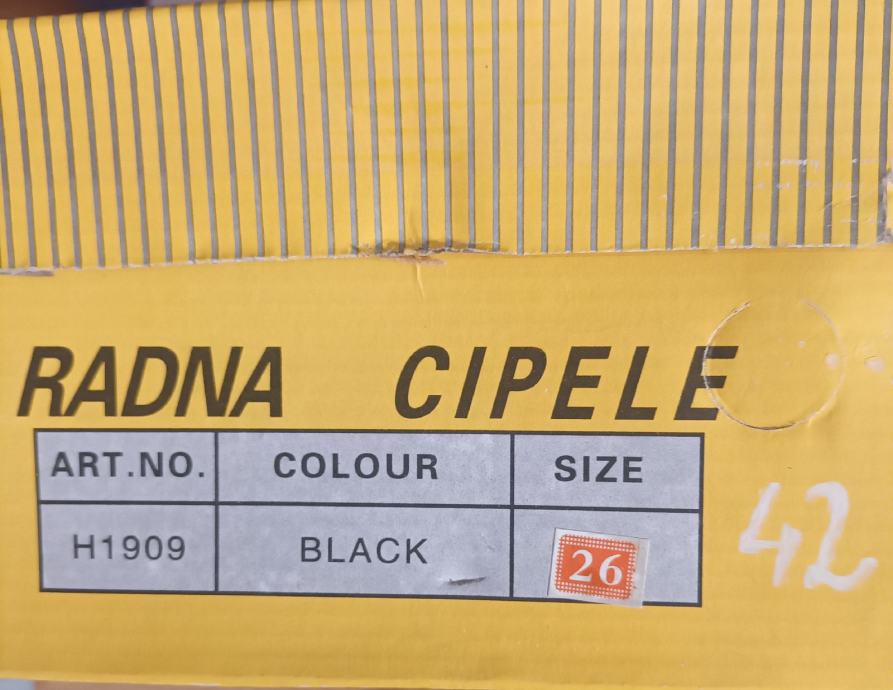 RADNA CIPELE
ART.NO. COLOUR SIZE
H1909 BLACK 26
42